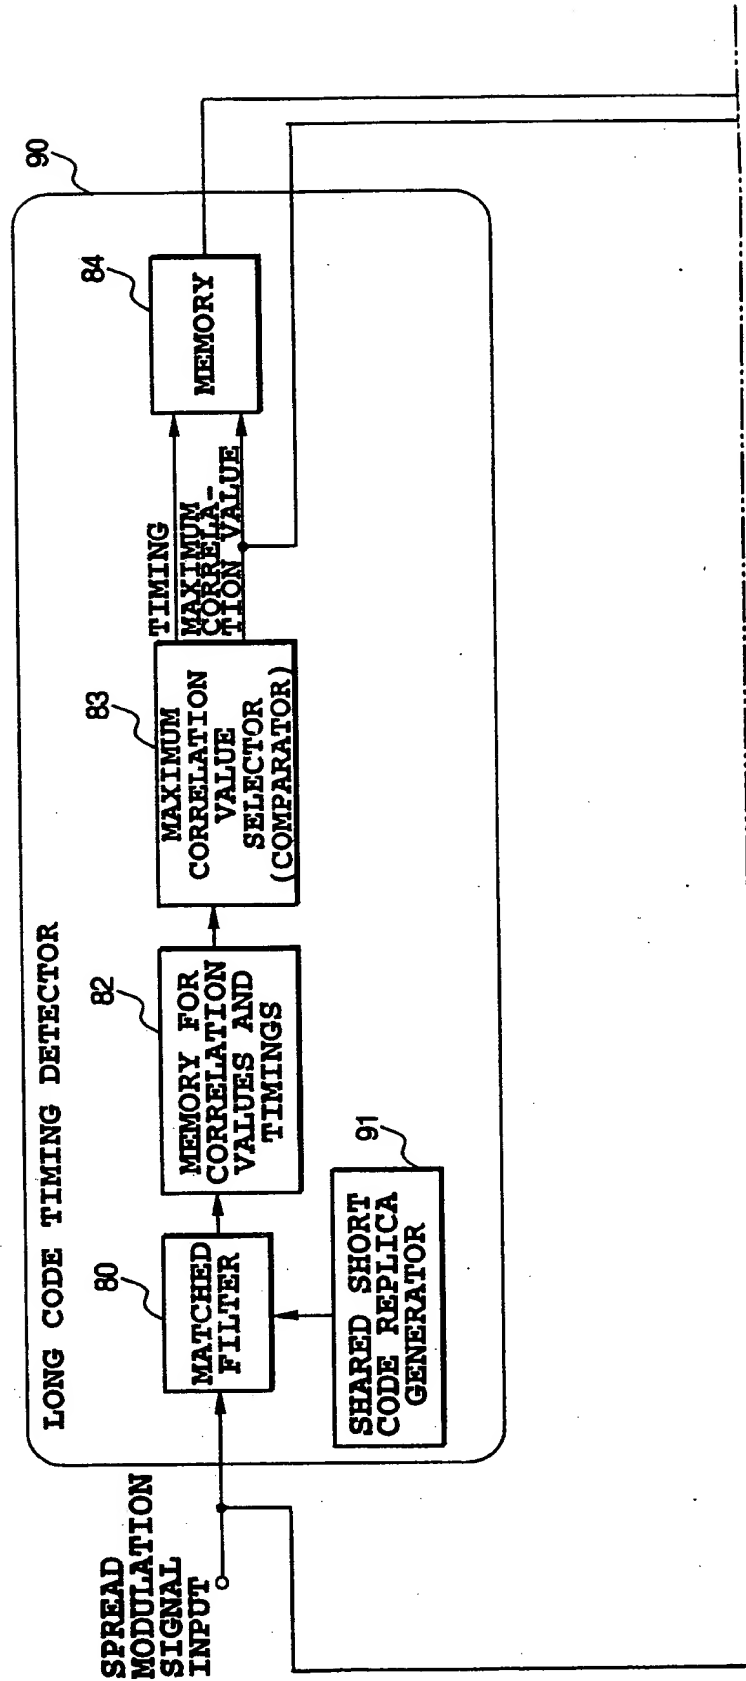 LONG CODE TIMING DETECTOR
90
SPREAD
MODULATION
SIGNAL
INPUT
80
MATCHED
FILTER
82
MEMORY FOR
CORRELATION
VALUES AND
TIMINGS
83
MAXIMUM
CORRELATION
VALUE
SELECTOR
(COMPARATOR)
TIMING
MAXIMUM
CORRELA-
TION VALUE
84
MEMORY
91
SHARED SHORT
CODE REPLICA
GENERATOR